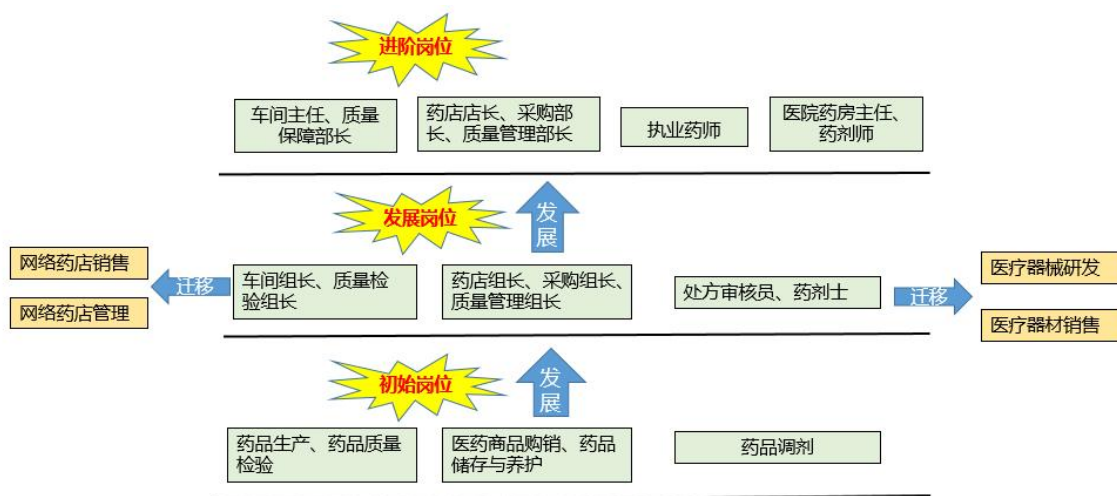 进阶岗位
车间主任、质量
保障部长
药店店长、采购部
长、质量管理部长
执业药师
医院药房主任、
药剂师
发展岗位
发
展
网络药店销售
网络药店管理
迁移
车间组长、质量检
验组长
药店组长、采购组长、
质量管理组长
处方审核员、药剂士
迁移
医疗器械研发
医疗器材销售
初始岗位
发
展
药品生产、药品质量
检验
医药商品购销、药品
储存与养护
药品调剂